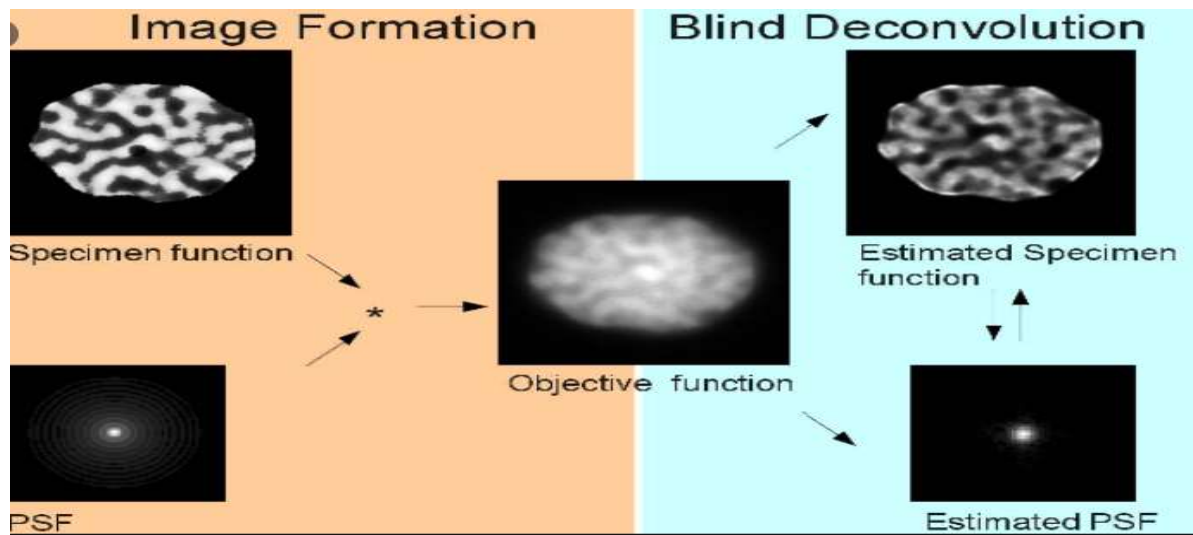 Image Formation
Blind Deconvolution
Specimen function
*
Objective function
PSF
Estimated Specimen
function
Estimated PSF